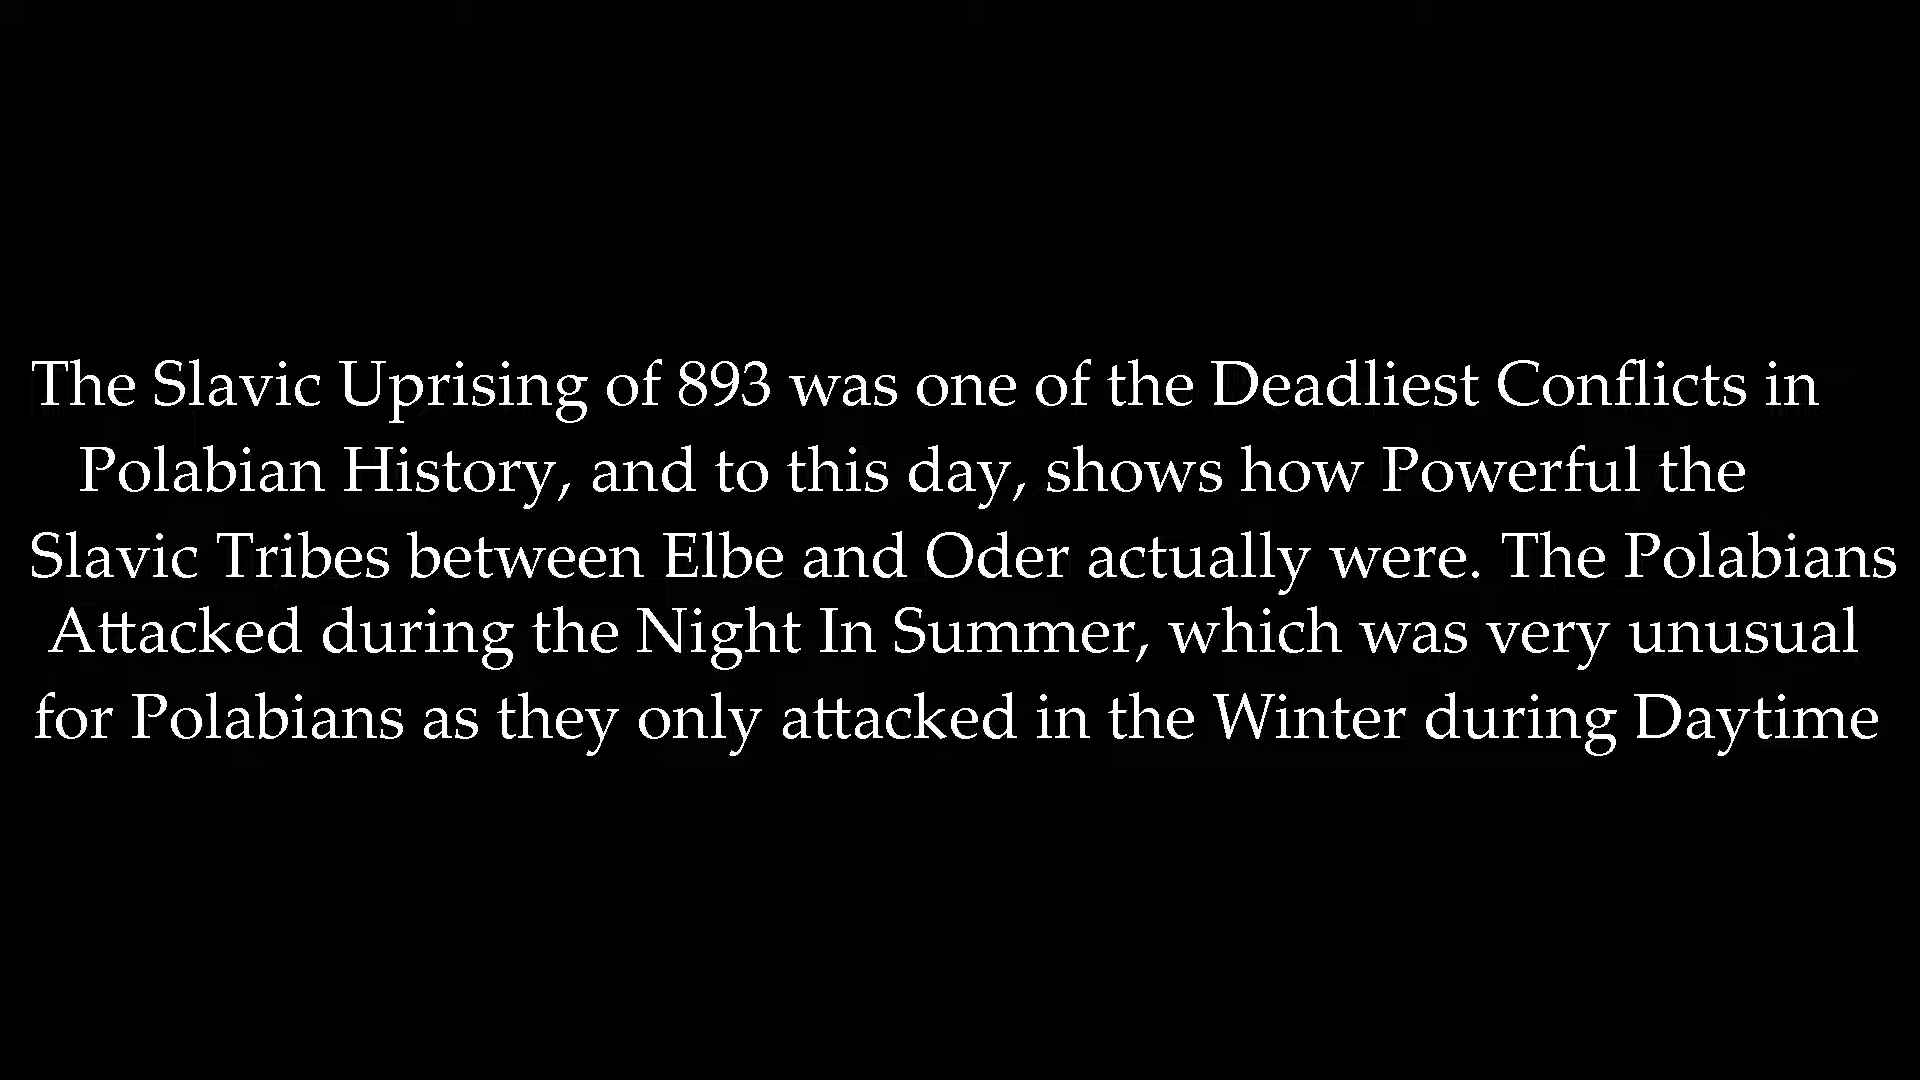 The Slavic Uprising of 893 was one of the Deadliest Conflicts in
Polabian History, and to this day, shows how Powerful the
Slavic Tribes between Elbe and Oder actually were. The Polabians
Attacked during the Night In Summer, which was very unusual
for Polabians as they only attacked in the Winter during Daytime